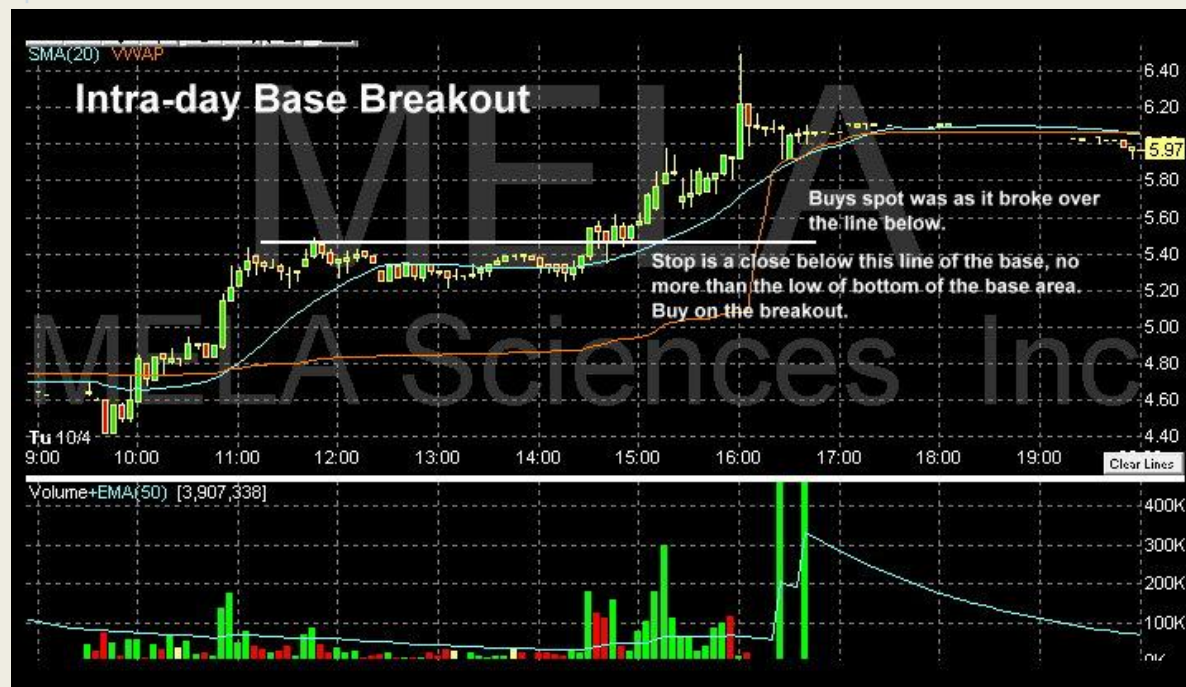 SMA(20) VWAP
Intra-day Base Breakout
MELA
MELA Sciences Inc
6.40
6.20
5.97
5.80
5.60
5.40
5.20
5.00
4.80
4.60
4.40
Buys spot was as it broke over
the line below.
Stop is a close below this line of the base, no
more than the low of bottom of the base area.
Buy on the breakout.
Tu 10/4
9:00 10:00 11:00 12:00 13:00 14:00 15:00 16:00 17:00 18:00 19:00
Clear Lines
Volume+EMA(50) [3,907,338]
400K
300K
200K
100K
0K